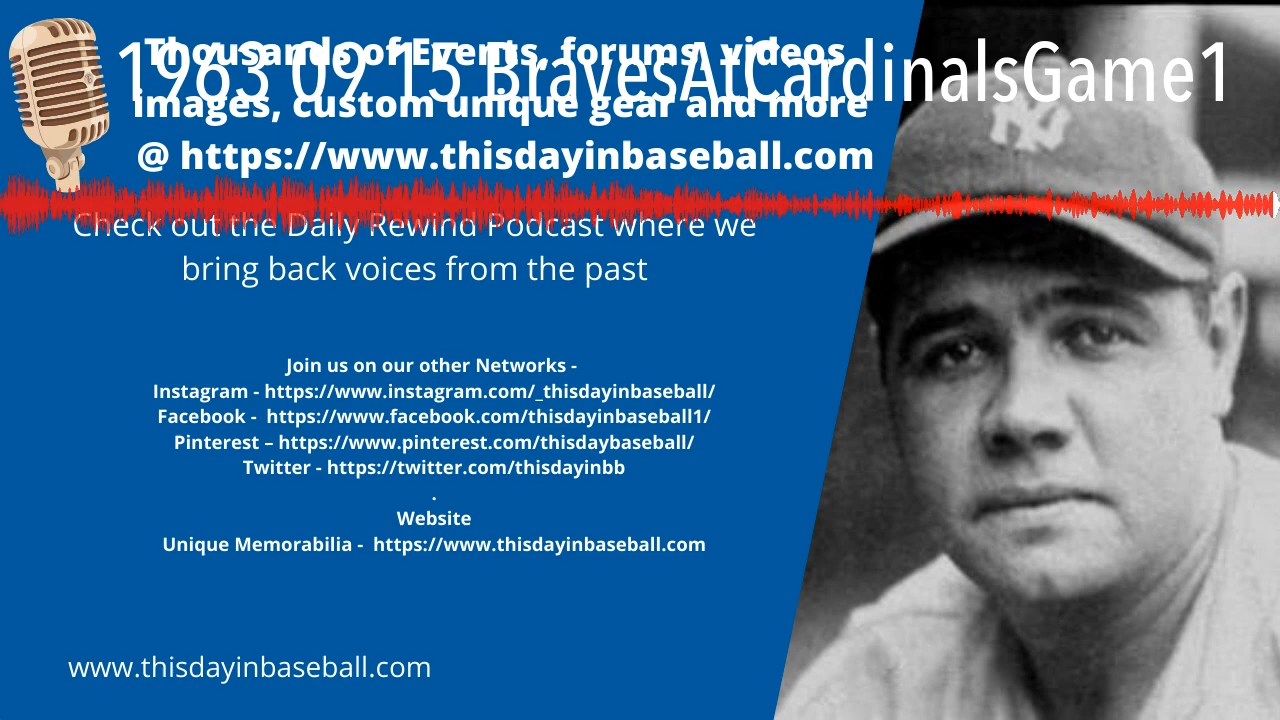 1963 09 15 BravesAtCardinalsGame1
Thousands of Events, forums, videos
images, custom unique gear and more
@ https://www.thisdayinbaseball.com
Check out the Daily Rewind Podcast where we
bring back voices from the past
Join us on our other Networks -
Instagram - https://www.instagram.com/_thisdayinbaseball/
Facebook - https://www.facebook.com/thisdayinbaseball1/
Pinterest – https://www.pinterest.com/thisdaybaseball/
Twitter - https://twitter.com/thisdayinbb
.
Website
Unique Memorabilia - https://www.thisdayinbaseball.com
www.thisdayinbaseball.com
NY